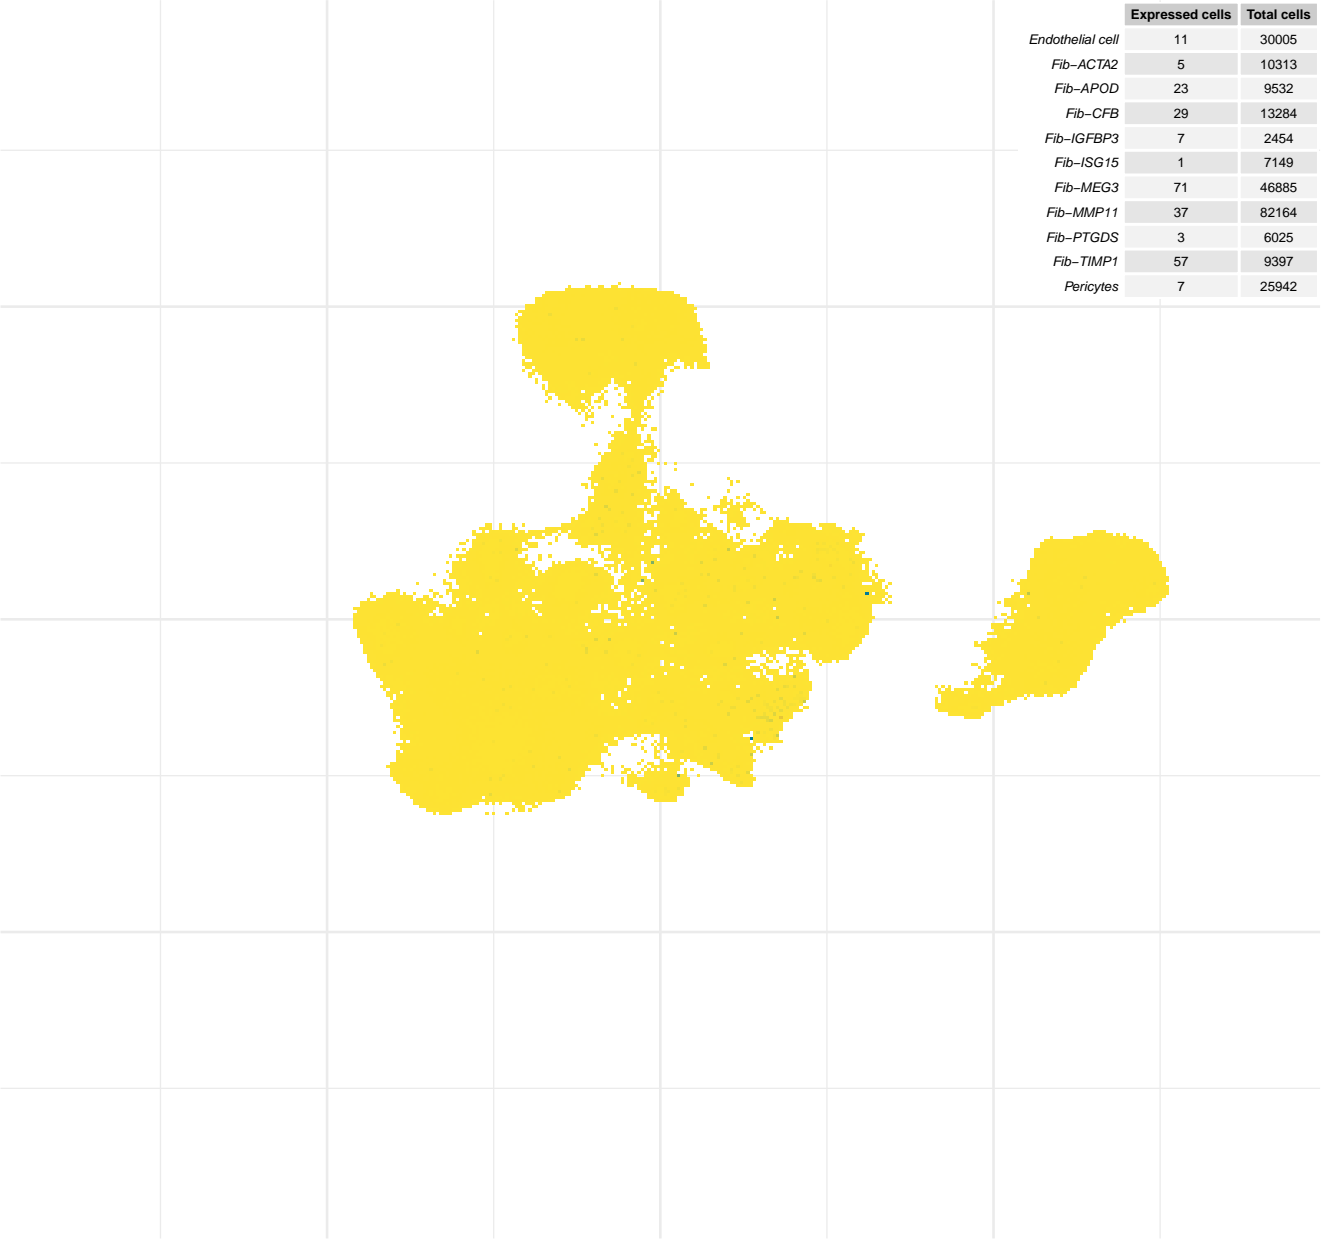 Expressed cells Total cells
Endothelial cell 11 30005
Fib−ACTA2 5 10313
Fib−APOD 23 9532
Fib−CFB 29 13284
Fib−IGFBP3 7 2454
Fib−ISG15 1 7149
Fib−MEG3 71 46885
Fib−MMP11 37 82164
Fib−PTGDS 3 6025
Fib−TIMP1 57 9397
Pericytes 7 25942